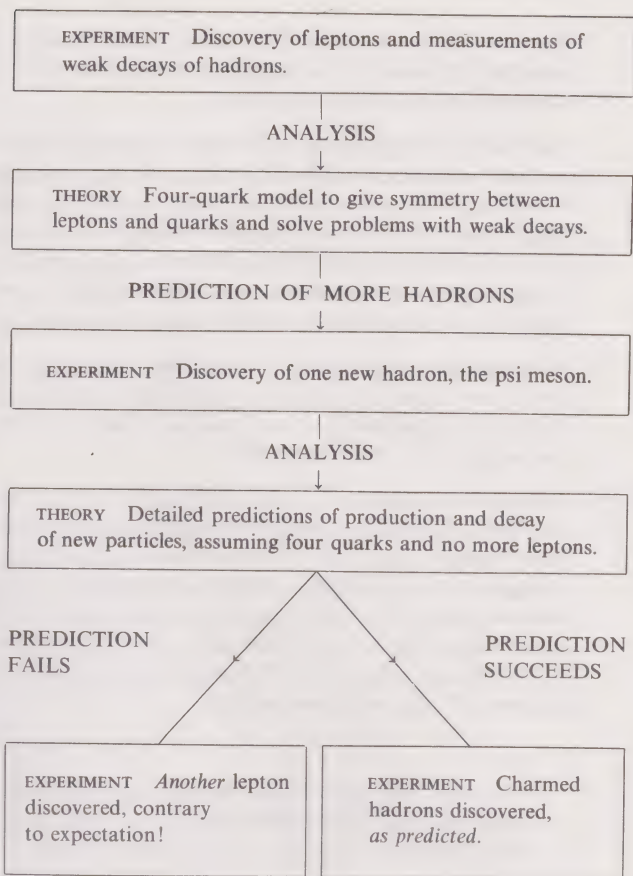 EXPERIMENT Discovery of leptons and measurements of
weak decays of hadrons.
ANALYSIS
THEORY Four-quark model to give symmetry between
leptons and quarks and solve problems with weak decays.
PREDICTION OF MORE HADRONS
EXPERIMENT Discovery of one new hadron, the psi meson.
ANALYSIS
THEORY Detailed predictions of production and decay
of new particles, assuming four quarks and no more leptons.
PREDICTION
FAILS
PREDICTION
SUCCEEDS
EXPERIMENT Another lepton
discovered, contrary
to expectation!
EXPERIMENT Charmed
hadrons discovered,
as predicted.